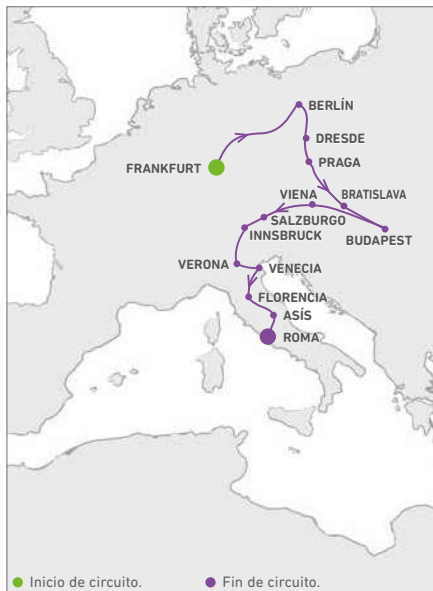 BERLÍN
DRESDE
FRANKFURT
PRAGA
VIENA
BRATISLAVA
SALZBURGO
INNSBRUCK
BUDAPEST
VERONA
VENECIA
FLORENCIA
ASÍS
ROMA
Inicio de circuito.
Fin de circuito.